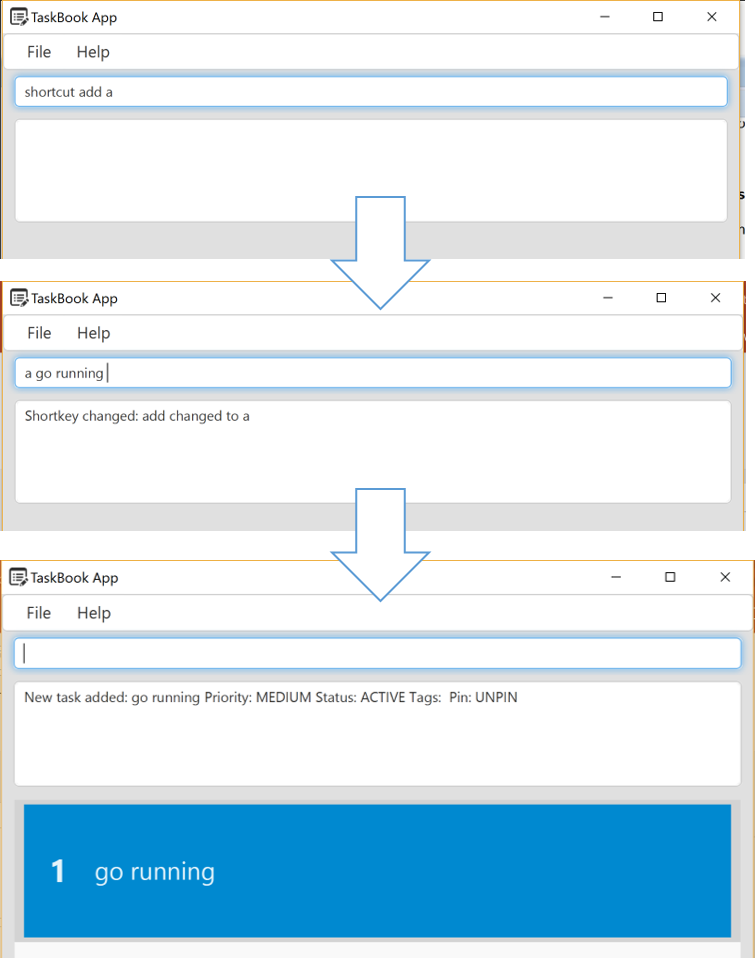 TaskBook App
File Help
shortcut add a
TaskBook App
File Help
a go running
Shortkey changed: add changed to a
TaskBook App
File Help
New task added: go running Priority: MEDIUM Status: ACTIVE Tags: Pin: UNPIN
1 go running